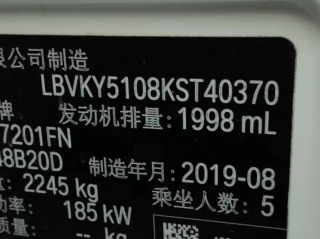 限公司制造
LBVKY5108KST40370
牌
发动机排量: 1998 mL
7201FN
48B20D
制造年月: 2019-08
2245 kg
乘坐人数: 5
功率: 185 kW
-- kg